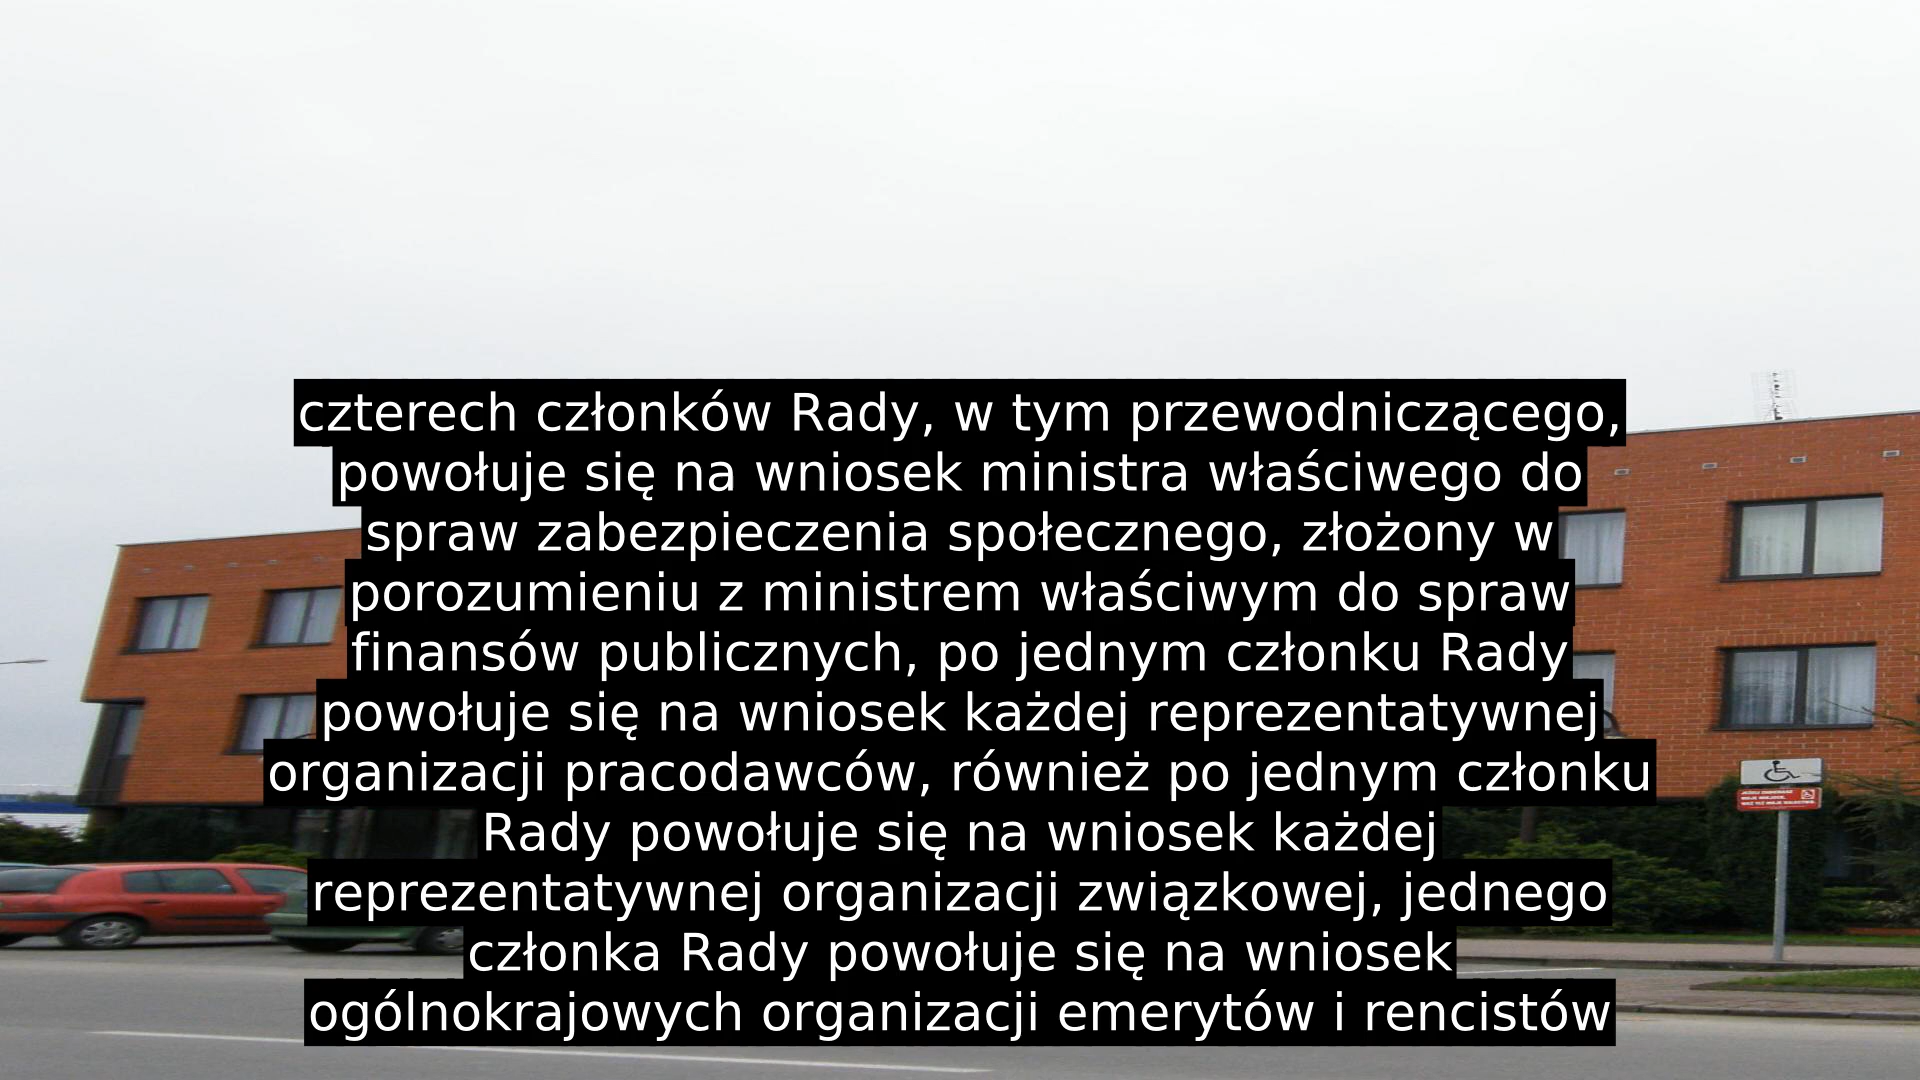 czterech członków Rady, w tym przewodniczącego,
powołuje się na wniosek ministra właściwego do
spraw zabezpieczenia społecznego, złożony w
porozumieniu z ministrem właściwym do spraw
finansów publicznych, po jednym członku Rady
powołuje się na wniosek każdej reprezentatywnej
organizacji pracodawców, również po jednym członku
Rady powołuje się na wniosek każdej
reprezentatywnej organizacji związkowej, jednego
członka Rady powołuje się na wniosek
ogólnokrajowych organizacji emerytów i rencistów